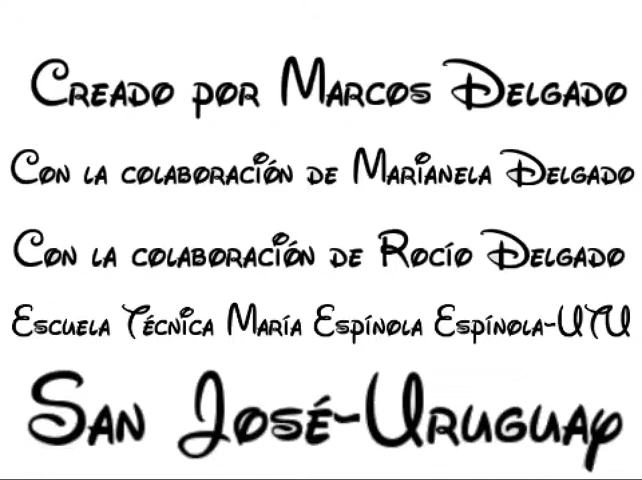 Creado por Marcos Delgado
Con la colaboración de Marianela Delgado
Con la colaboración de Rocío Delgado
Escuela Técnica María Espínola Espínola-UTU
San José-Uruguay